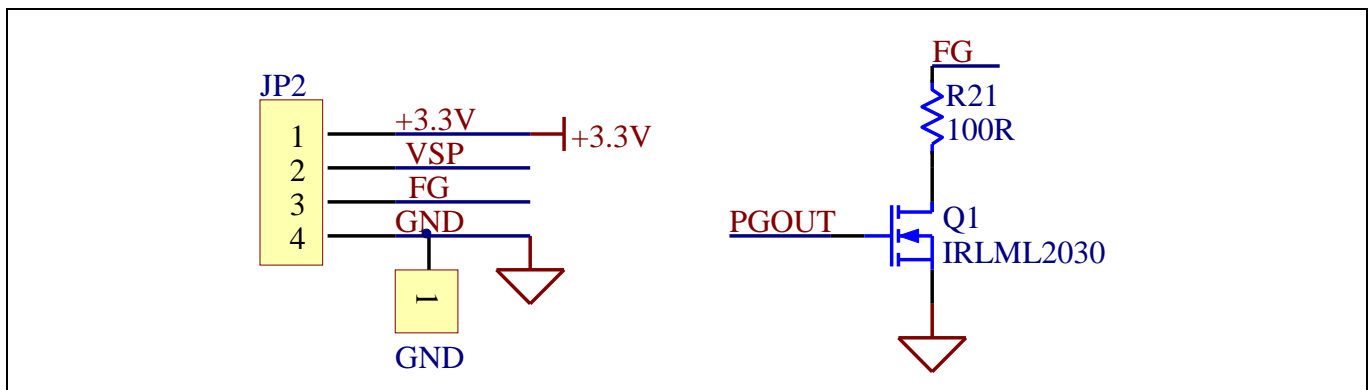 JP2
1
+3.3V
+3.3V
2
VSP
3
FG
4
GND
1
GND
FG
R21
100R
PGOUT
Q1
IRLML2030